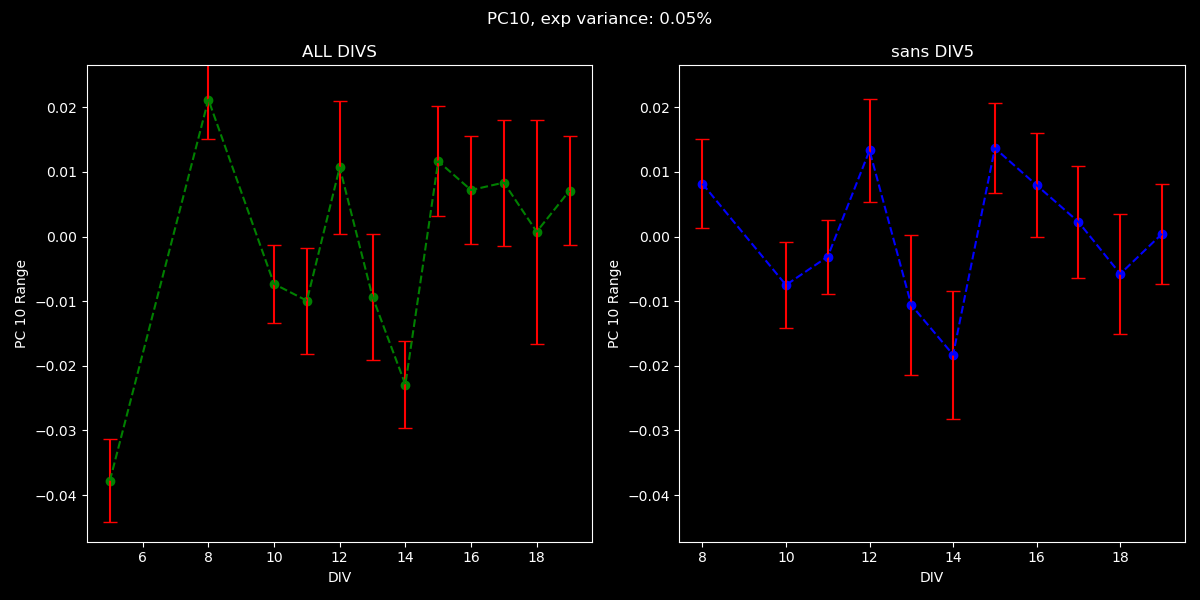 PC10, exp variance: 0.05%
ALL DIVS
PC 10 Range
0.02
0.01
0.00
−0.01
−0.02
−0.03
−0.04
6 8 10 12 14 16 18
DIV
sans DIV5
PC 10 Range
0.02
0.01
0.00
−0.01
−0.02
−0.03
−0.04
8 10 12 14 16 18
DIV